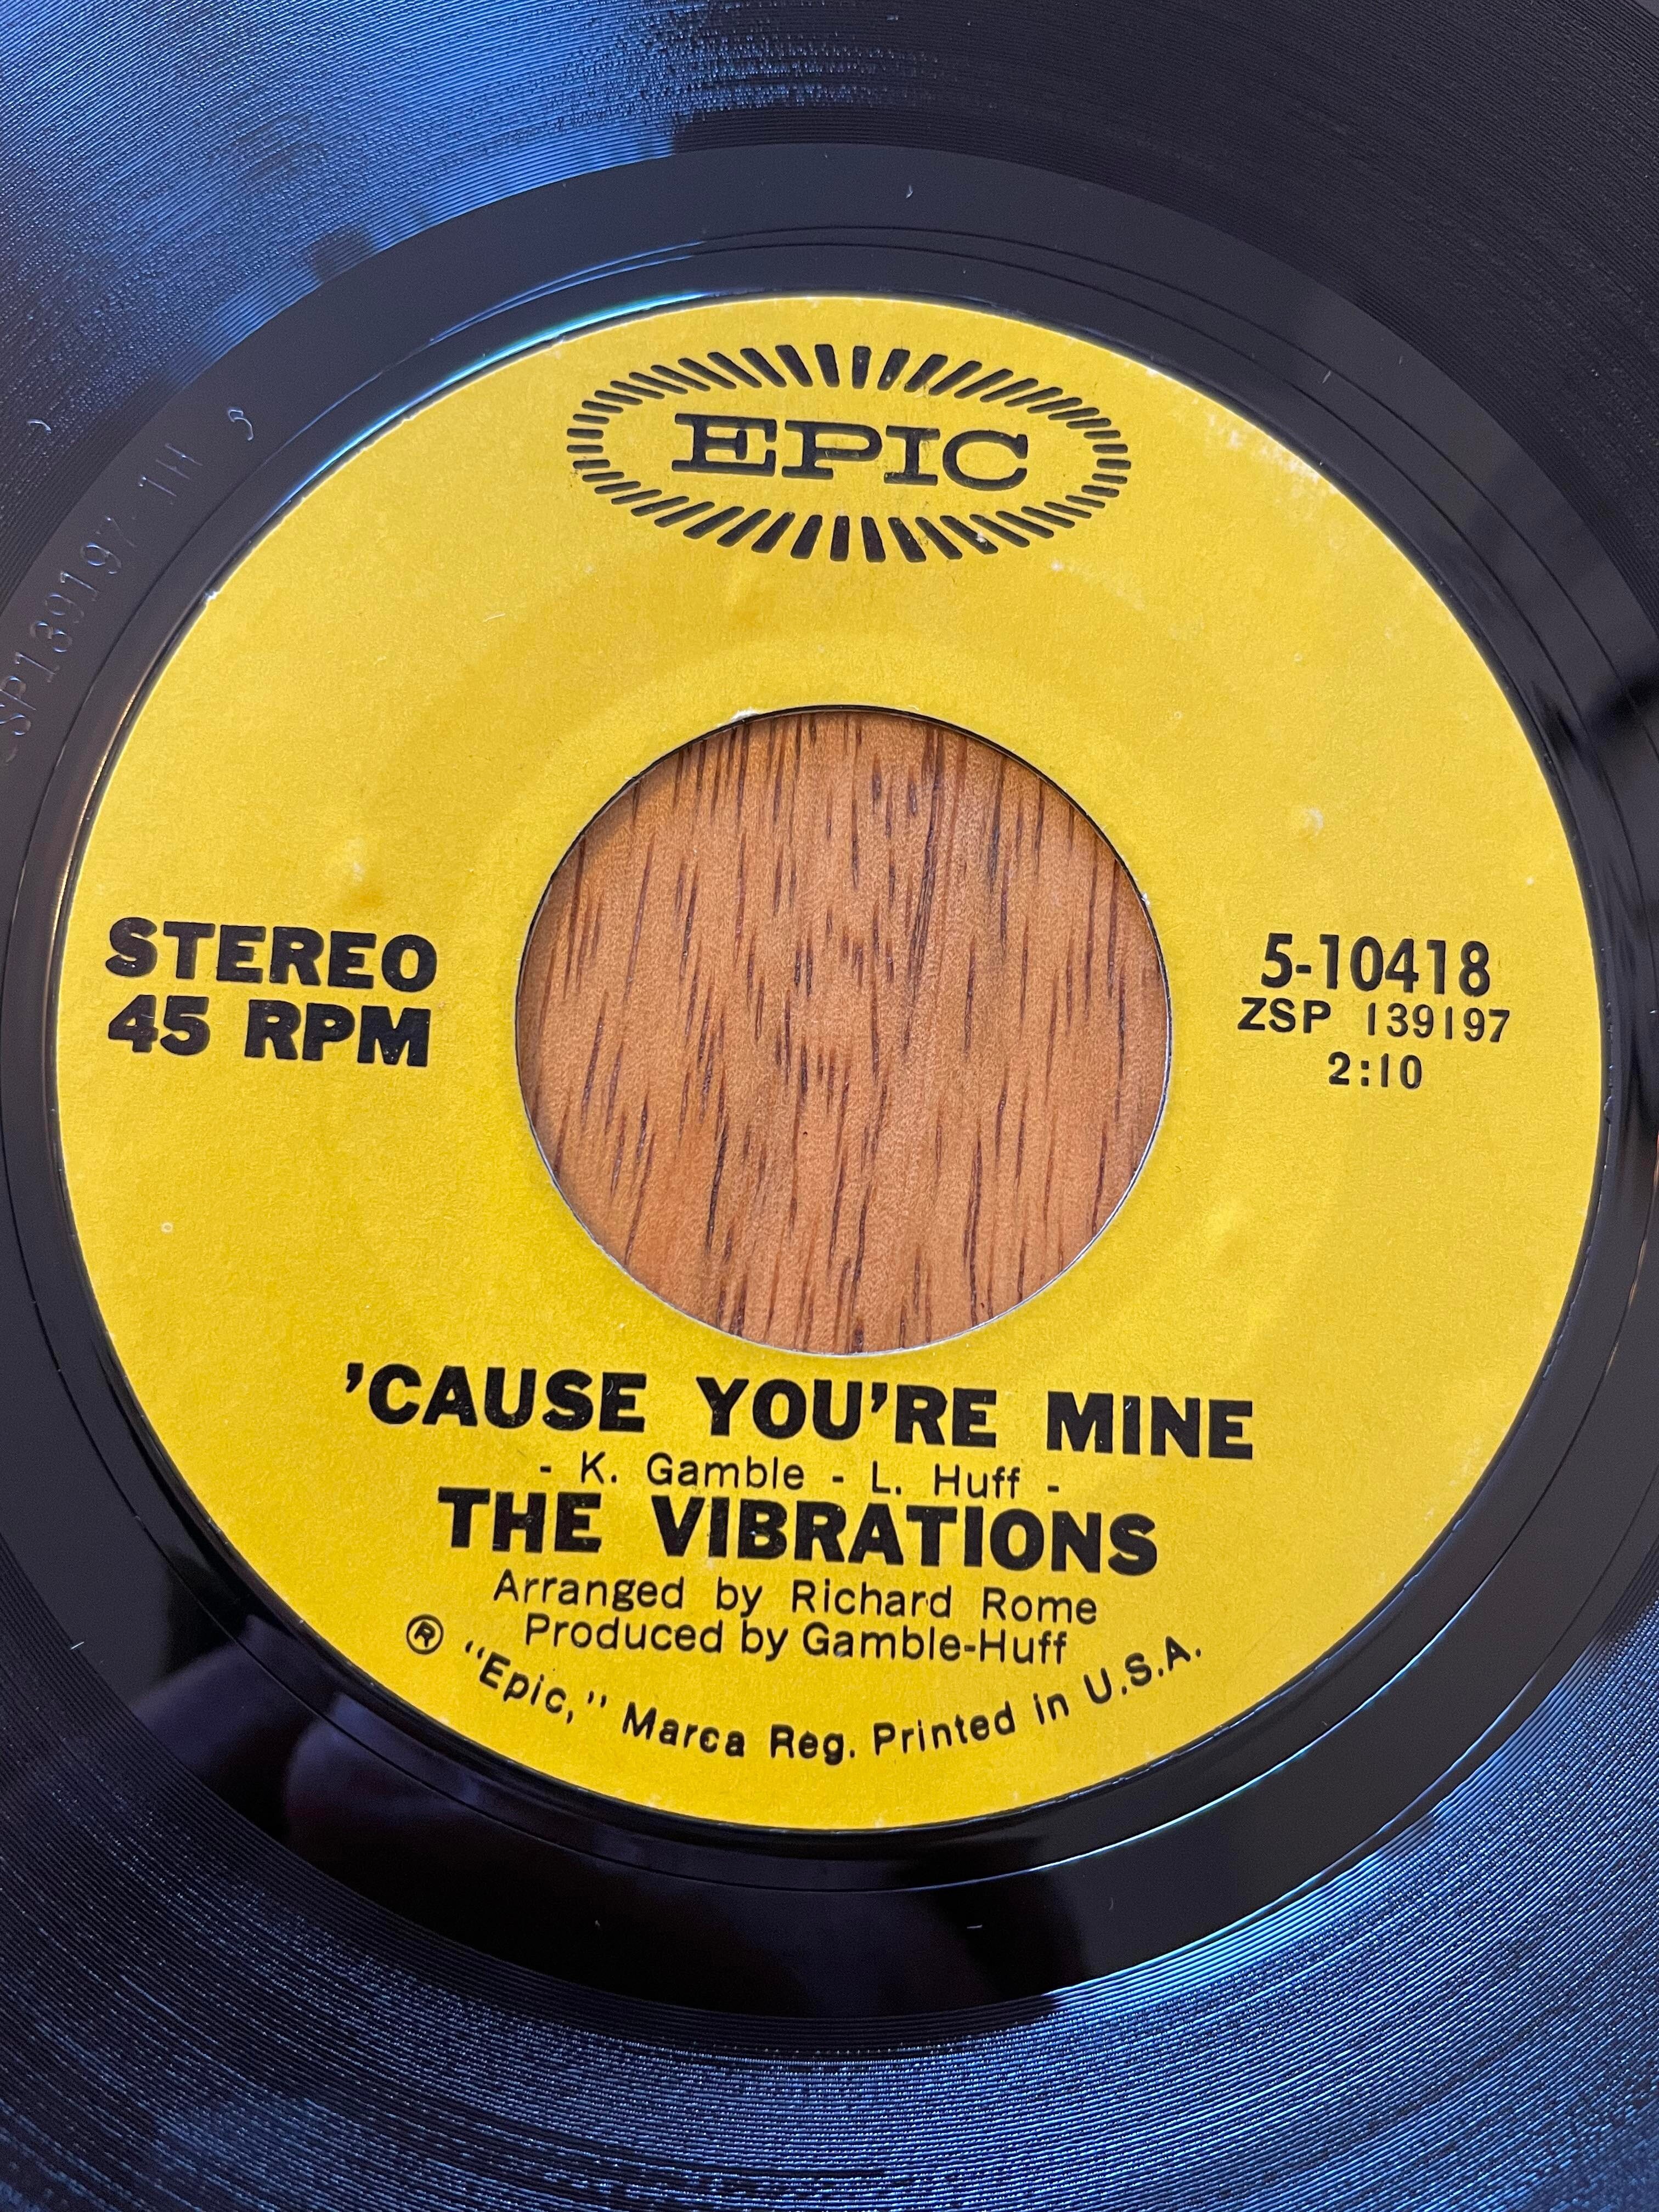 EPIC
STEREO
45 RPM
5-10418
ZSP 139197
2:10
'CAUSE YOU'RE MINE
- K. Gamble - L. Huff -
THE VIBRATIONS
Arranged by Richard Rome
Produced by Gamble-Huff
® "Epic," Marca Reg. Printed in U.S.A.
SP139197